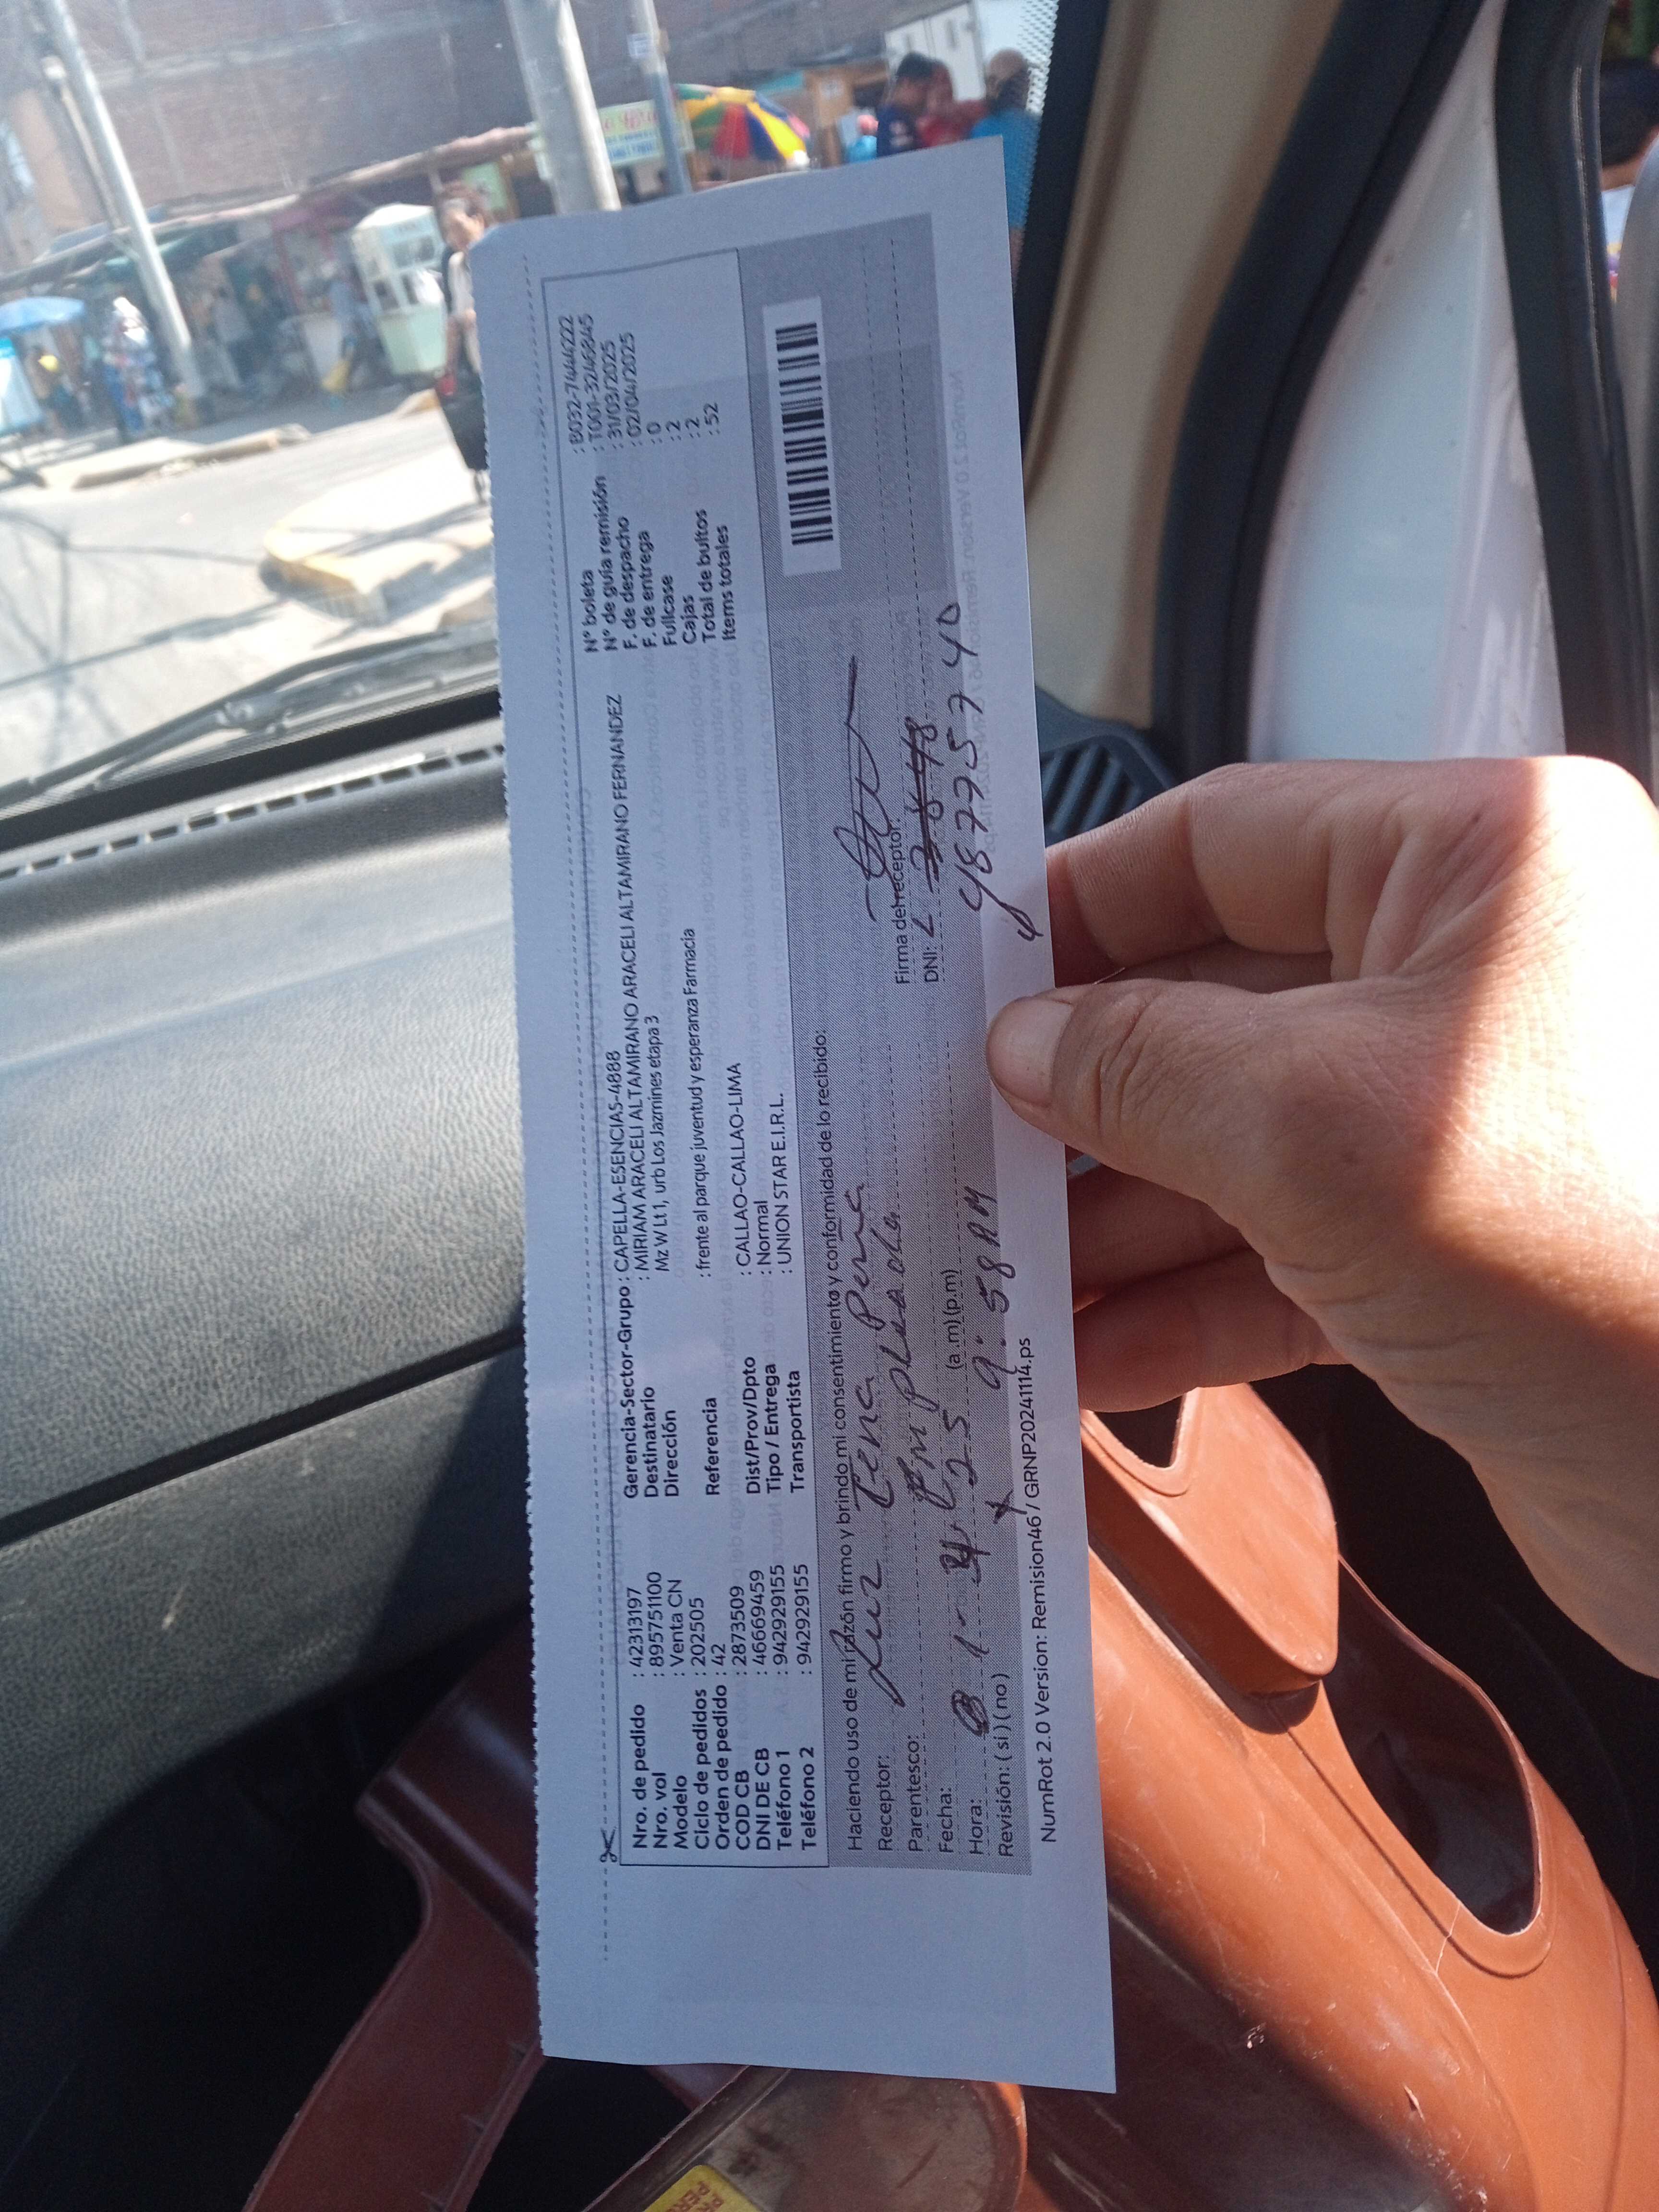 Nro. de pedido : 42313197
Nro. vol : 895751100
Modelo : Venta CN
Ciclo de pedidos : 202505
Orden de pedido : 42
COD CB : 2873509
DNI DE CB : 46669459
Teléfono 1 : 942929155
Teléfono 2 : 942929155
Gerencia-Sector-Grupo : CAPELLA-ESENCIAS-4888
Destinatario : MIRIAM ARACELI ALTAMIRANO ARACELI ALTAMIRANO FERNANDEZ
Dirección Mz W Lt 1, urb Los Jazmines etapa 3
Referencia : frente al parque juventud y esperanza Farmacia
Dist/Prov/Dpto : CALLAO-CALLAO-LIMA
Tipo / Entrega : Normal
Transportista : UNION STAR E.I.R.L.
N° boleta : B032-7444222
N° de guía remisión : T001-3246845
F. de despacho : 31/03/2025
F. de entrega : 02/04/2025
Fullcase : 0
Cajas : 2
Total de bultos : 2
Items totales : 52
Haciendo uso de mi razón firmo y brindo mi consentimiento y conformidad de lo recibido:
Receptor: Luz Tena Pena
Parentesco: Empleada
Fecha: 1-4-25
Hora: (a.m) (p.m) 9:58 AM
Revisión: ( si ) ( no )
Firma del receptor:
DNI: 48775740
NumRot 2.0 Version: Remision46 / GRNP20241114.ps